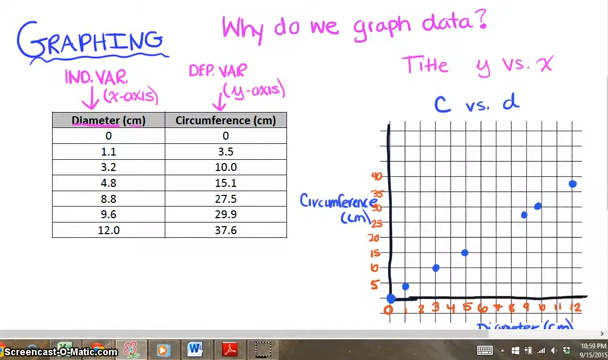 GRAPHING
Why do we graph data?
Title y vs. x
IND. VAR.
(x-axis)
DEP. VAR
(y-axis)
C vs. d
Diameter (cm) Circumference (cm)
0 0
1.1 3.5
3.2 10.0
4.8 15.1
8.8 27.5
9.6 29.9
12.0 37.6
Circumference
(cm)
40
35
30
25
20
15
10
5
0 1 2 3 4 5 6 7 8 9 10 11 12
Diameter (cm)
Screencast-O-Matic.com
10:59 PM